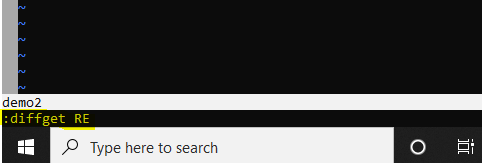 ~
~
~
~
~
~
demo2
:diffget RE
Type here to search